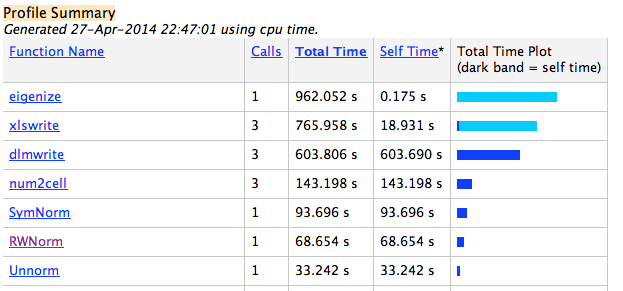 Profile Summary
Generated 27-Apr-2014 22:47:01 using cpu time.
Function Name Calls Total Time Self Time* Total Time Plot
(dark band = self time)
eigenize 1 962.052 s 0.175 s
xlswrite 3 765.958 s 18.931 s
dlmwrite 3 603.806 s 603.690 s
num2cell 3 143.198 s 143.198 s
SymNorm 1 93.696 s 93.696 s
RWNorm 1 68.654 s 68.654 s
Unnorm 1 33.242 s 33.242 s